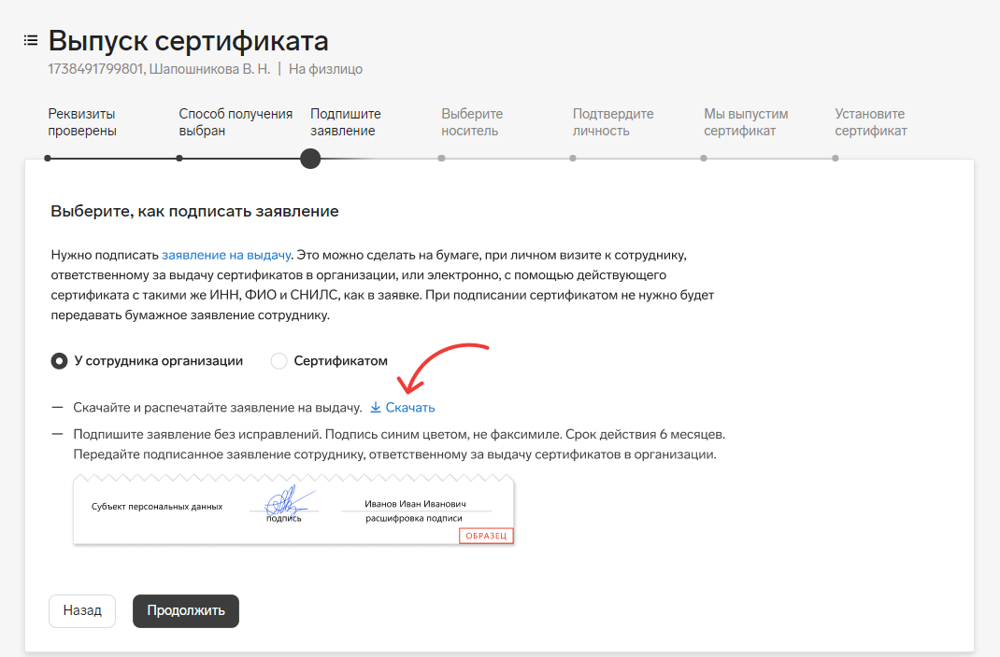 Выпуск сертификата
1738491799801, Шапошникова В. Н. | На физлицо
Реквизиты проверены
Способ получения выбран
Подпишите заявление
Выберите носитель
Подтвердите личность
Мы выпустим сертификат
Установите сертификат
Выберите, как подписать заявление
Нужно подписать заявление на выдачу. Это можно сделать на бумаге, при личном визите к сотруднику,
ответственному за выдачу сертификатов в организации, или электронно, с помощью действующего
сертификата с такими же ИНН, ФИО и СНИЛС, как в заявке. При подписании сертификатом не нужно будет
передавать бумажное заявление сотруднику.
У сотрудника организации
Сертификатом
— Скачайте и распечатайте заявление на выдачу. Скачать
— Подпишите заявление без исправлений. Подпись синим цветом, не факсимиле. Срок действия 6 месяцев.
Передайте подписанное заявление сотруднику, ответственному за выдачу сертификатов в организации.
Субъект персональных данных
подпись
Иванов Иван Иванович
расшифровка подписи
ОБРАЗЕЦ
Назад
Продолжить